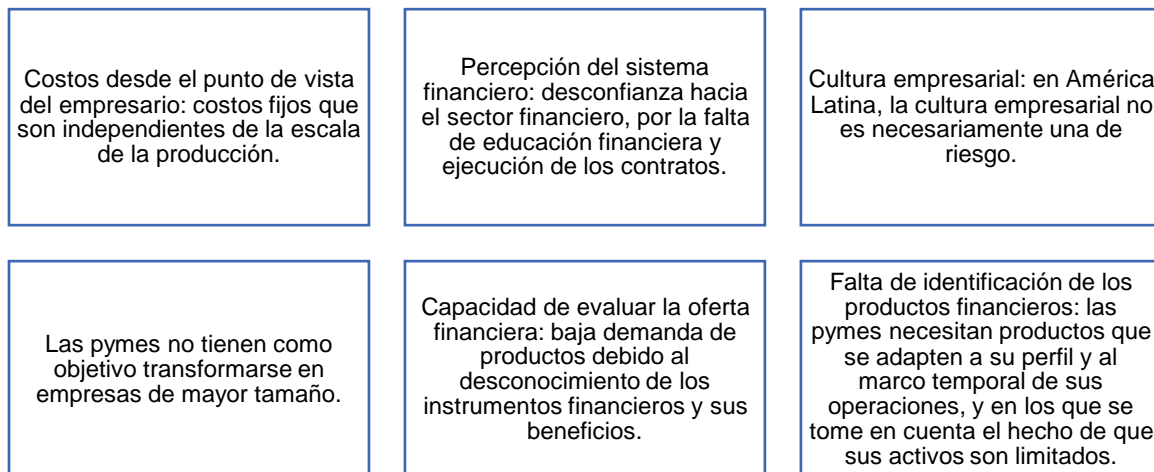 Costos desde el punto de vista
del empresario: costos fijos que
son independientes de la escala
de la producción.
Percepción del sistema
financiero: desconfianza hacia
el sector financiero, por la falta
de educación financiera y
ejecución de los contratos.
Cultura empresarial: en América
Latina, la cultura empresarial no
es necesariamente una de
riesgo.
Las pymes no tienen como
objetivo transformarse en
empresas de mayor tamaño.
Capacidad de evaluar la oferta
financiera: baja demanda de
productos debido al
desconocimiento de los
instrumentos financieros y sus
beneficios.
Falta de identificación de los
productos financieros: las
pymes necesitan productos que
se adapten a su perfil y al
marco temporal de sus
operaciones, y en los que se
tome en cuenta el hecho de que
sus activos son limitados.